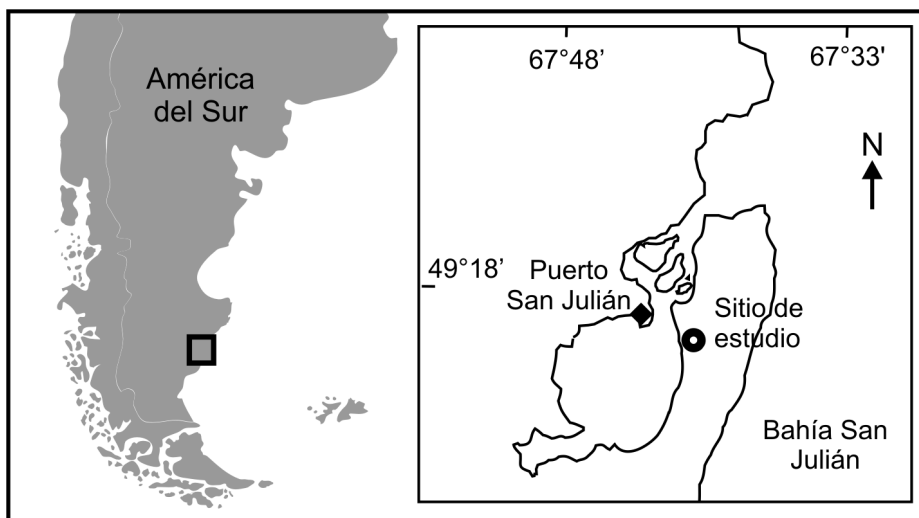 América
del Sur
67°48’
67°33'
N
49°18’
Puerto
San Julián
Sitio de
estudio
Bahía San
Julián